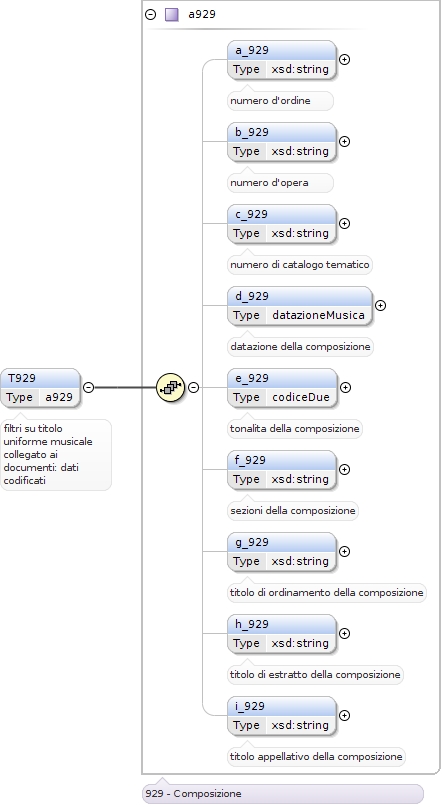 a929
a_929
Type xsd:string
numero d'ordine
b_929
Type xsd:string
numero d'opera
c_929
Type xsd:string
numero di catalogo tematico
d_929
Type datazioneMusica
datazione della composizione
T929
Type a929
filtri su titolo
uniforme musicale
collegato ai
documenti: dati
codificati
e_929
Type codiceDue
tonalita della composizione
f_929
Type xsd:string
sezioni della composizione
g_929
Type xsd:string
titolo di ordinamento della composizione
h_929
Type xsd:string
titolo di estratto della composizione
i_929
Type xsd:string
titolo appellativo della composizione
929 - Composizione